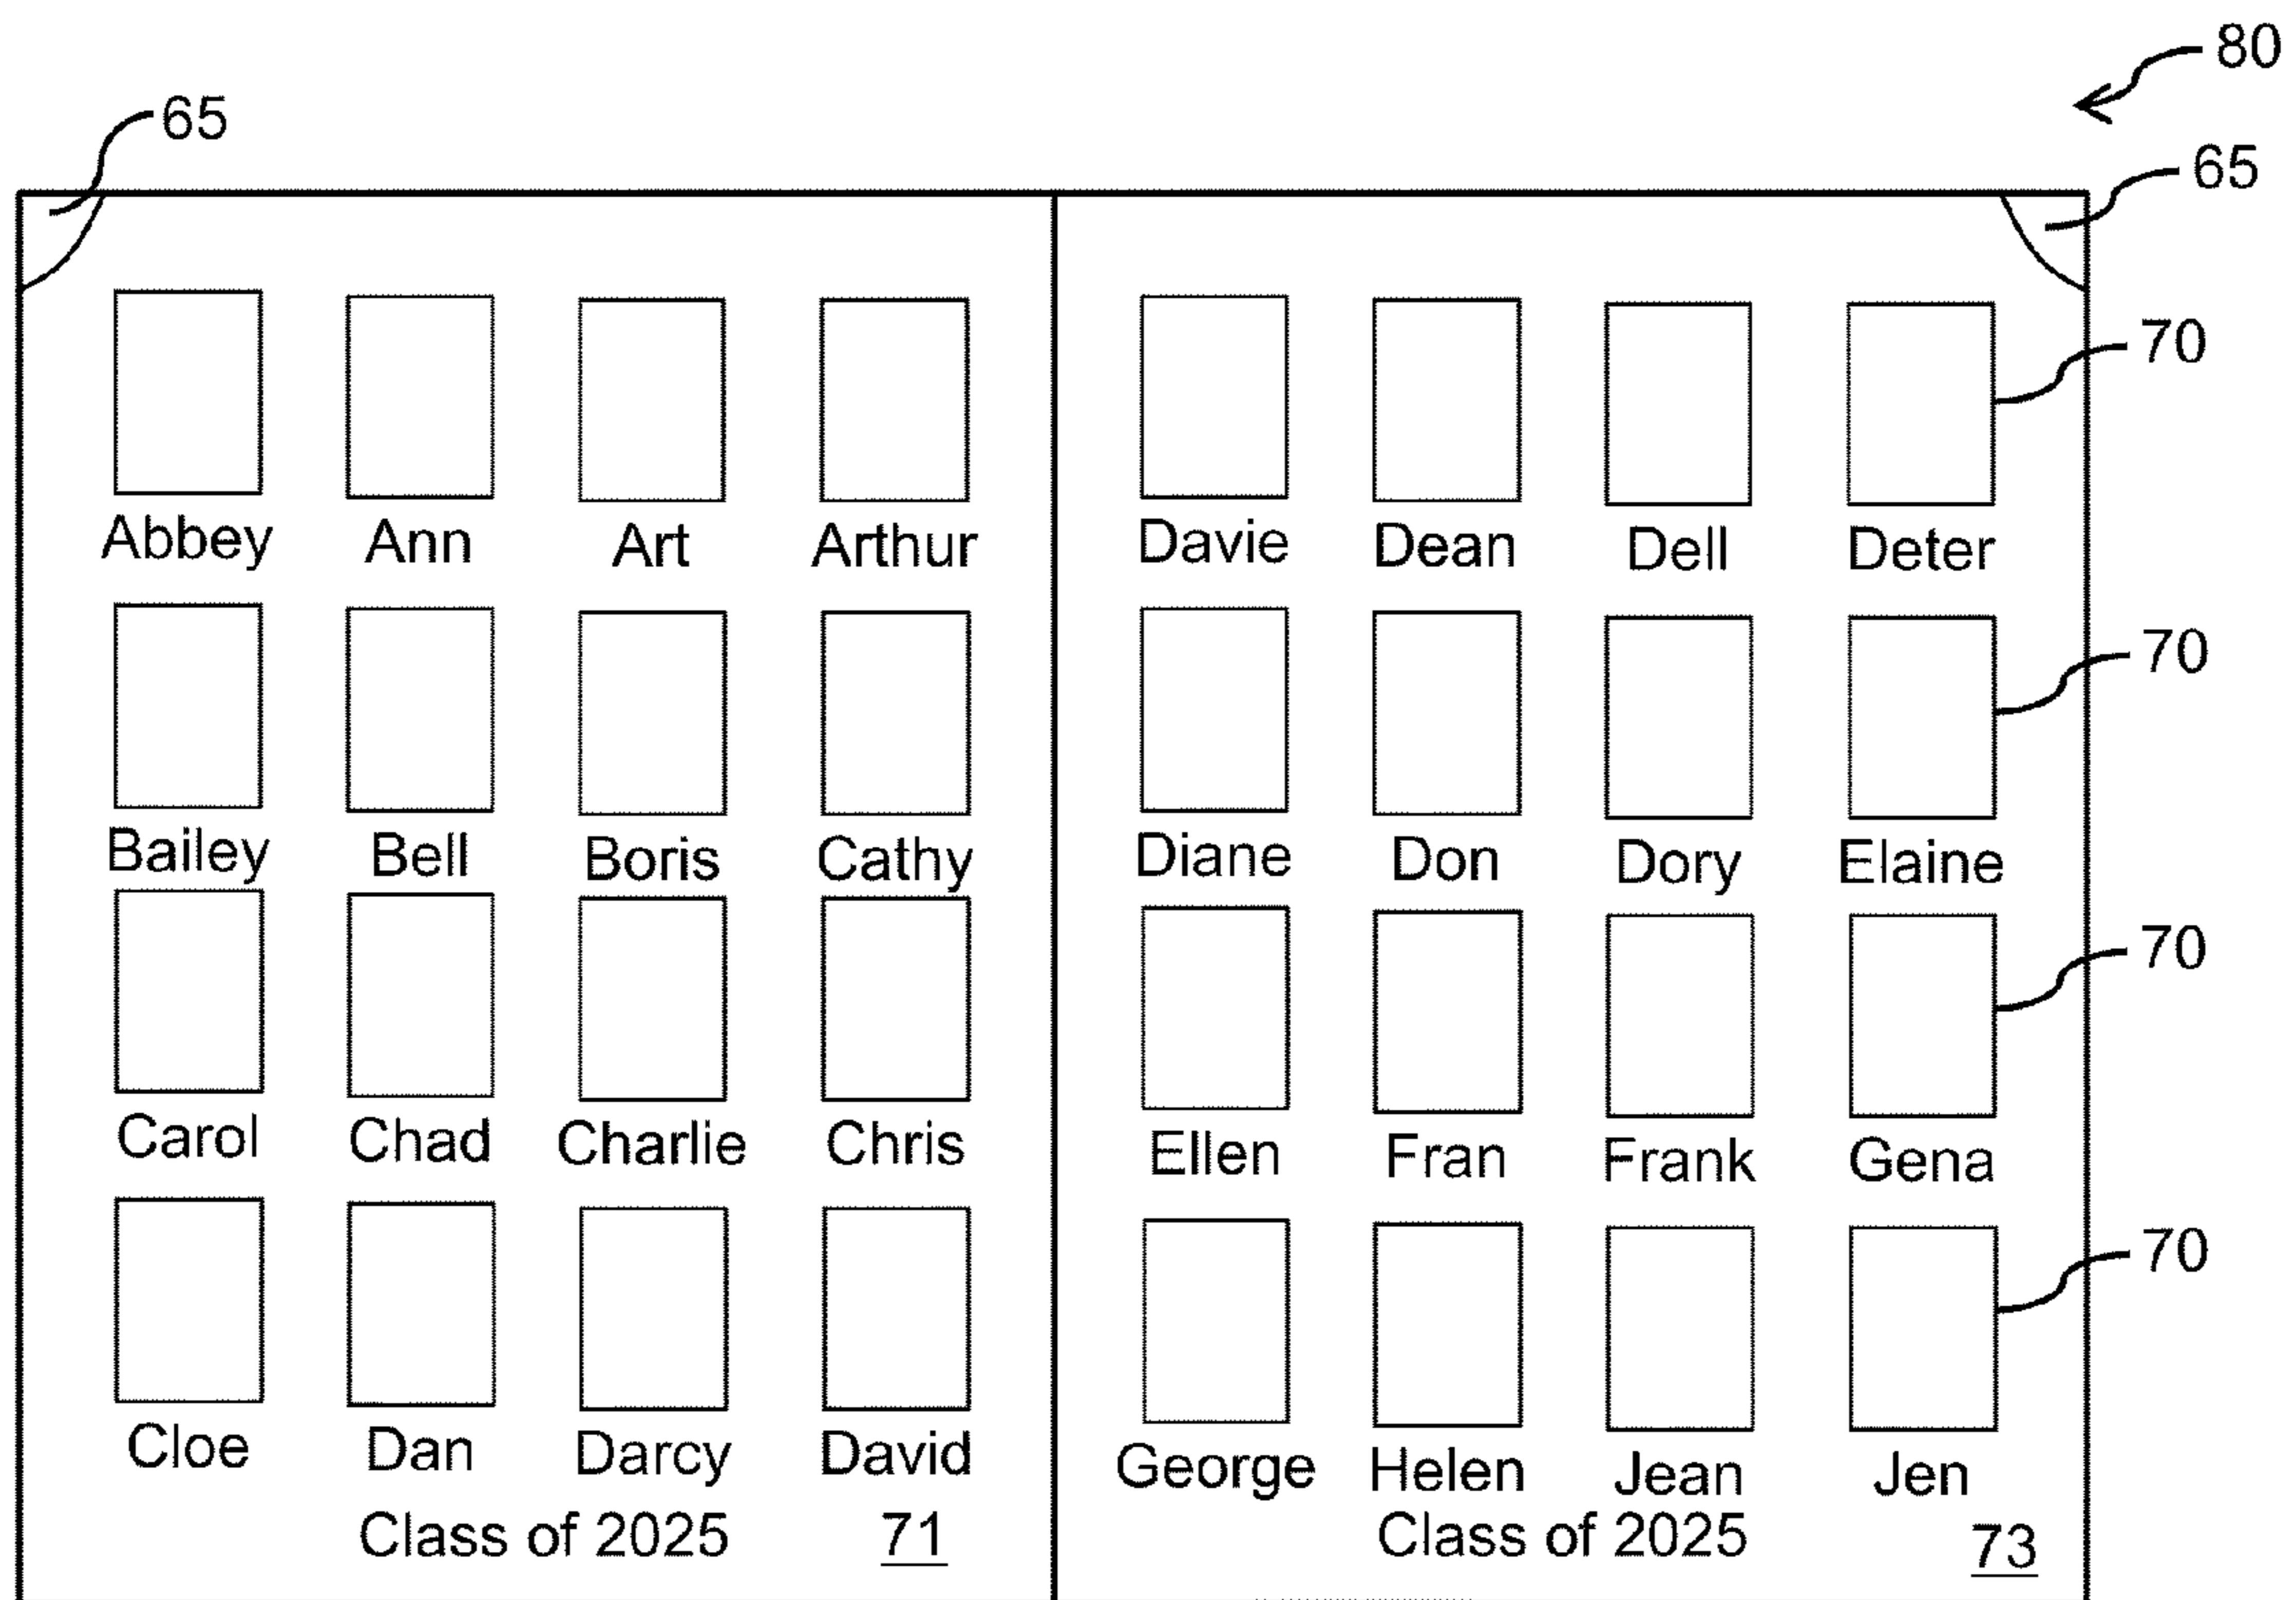 80
65
65
70
Abbey Ann Art Arthur
Davie Dean Dell Deter
70
Bailey Bell Boris Cathy
Diane Don Dory Elaine
70
Carol Chad Charlie Chris
Ellen Fran Frank Gena
70
Cloe Dan Darcy David
George Helen Jean Jen
Class of 2025 71
Class of 2025 73